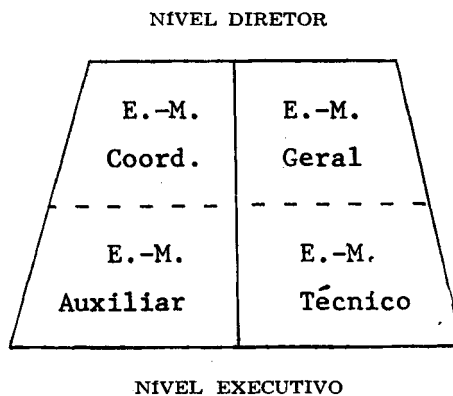 NÍVEL DIRETOR
E.-M. E.-M.
Coord. Geral
E.-M. E.-M.
Auxiliar Técnico
NÍVEL EXECUTIVO